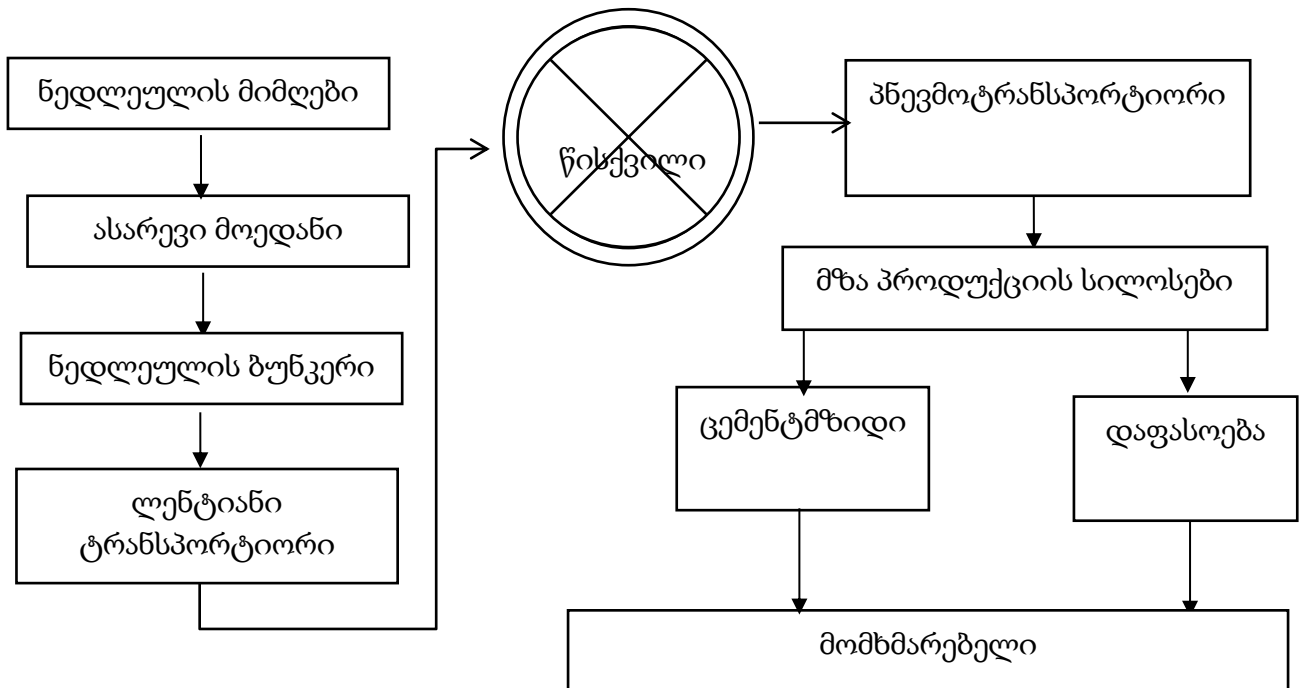 ნედლეულის მიმღები
ასარევი მოედანი
ნედლეულის ბუნკერი
ლენტიანი
ტრანსპორტიორი
წისქვილი
პნევმოტრანსპორტიორი
მზა პროდუქციის სილოსები
ცემენტმზიდი
დაფასოება
მომხმარებელი